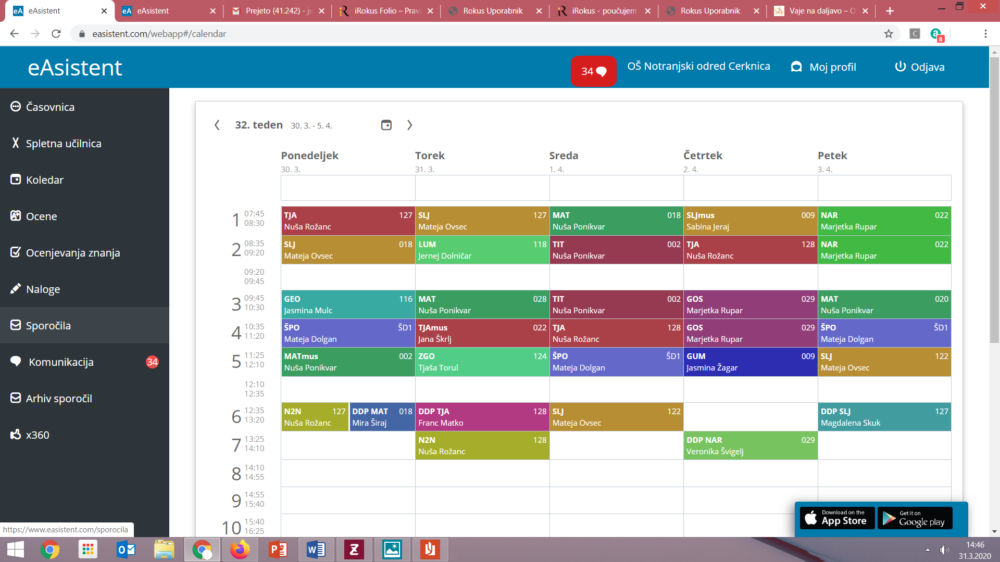 eAsistent
eAsistent
Prejeto (41.242) - ju
iRokus Folio – Prava
Rokus Uporabnik
iRokus - poučujem
Rokus Uporabnik
Vaje na daljavo – O
easistent.com/webapp#/calendar
C
8
eAsistent
34
OŠ Notranjski odred Cerknica
Moj profil
Odjava
Časovnica
Spletna učilnica
Koledar
Ocene
Ocenjevanja znanja
Naloge
Sporočila
Komunikacija 34
Arhiv sporočil
x360
32. teden 30. 3. - 5. 4.
Ponedeljek Torek Sreda Četrtek Petek
30. 3. 31. 3. 1. 4. 2. 4. 3. 4.
1 07:45 08:30
TJA 127
Nuša Rožanc
SLJ 127
Mateja Ovsec
MAT 018
Nuša Ponikvar
SLJmus 009
Sabina Jeraj
NAR 022
Marjetka Rupar
2 08:35 09:20
SLJ 018
Mateja Ovsec
LUM 118
Jernej Dolničar
TIT 002
Nuša Ponikvar
TJA 128
Nuša Rožanc
NAR 022
Marjetka Rupar
09:20
09:45
3 09:45 10:30
GEO 116
Jasmina Mulc
MAT 028
Nuša Ponikvar
TIT 002
Nuša Ponikvar
GOS 029
Marjetka Rupar
MAT 020
Nuša Ponikvar
4 10:35 11:20
ŠPO ŠD1
Mateja Dolgan
TJAmus 022
Jana Škrlj
TJA 128
Nuša Rožanc
GOS 029
Marjetka Rupar
ŠPO ŠD1
Mateja Dolgan
5 11:25 12:10
MATmus 002
Nuša Ponikvar
ZGO 124
Tjaša Torul
ŠPO ŠD1
Mateja Dolgan
GUM 009
Jasmina Žagar
SLJ 122
Mateja Ovsec
12:10
12:35
6 12:35 13:20
N2N 127
Nuša Rožanc
DDP MAT 018
Mira Širaj
DDP TJA 128
Franc Matko
SLJ 122
Mateja Ovsec
DDP SLJ 127
Magdalena Skuk
7 13:25 14:10
N2N 128
Nuša Rožanc
DDP NAR 029
Veronika Švigelj
8 14:10 14:55
9 14:55 15:40
10 15:40 16:25
Download on the
App Store
Get it on
Google play
https://www.easistent.com/sporocila
14:46
31.3.2020